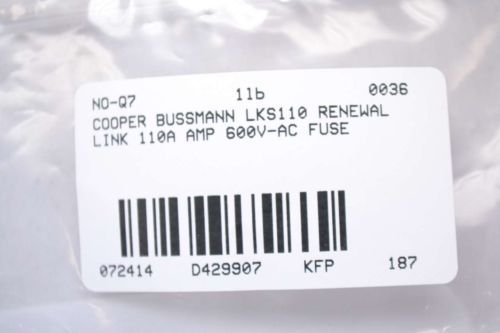 NO-Q7 1lb 0036
COOPER BUSSMANN LKS110 RENEWAL
LINK 110A AMP 600V-AC FUSE
072414 D429907 KFP 187